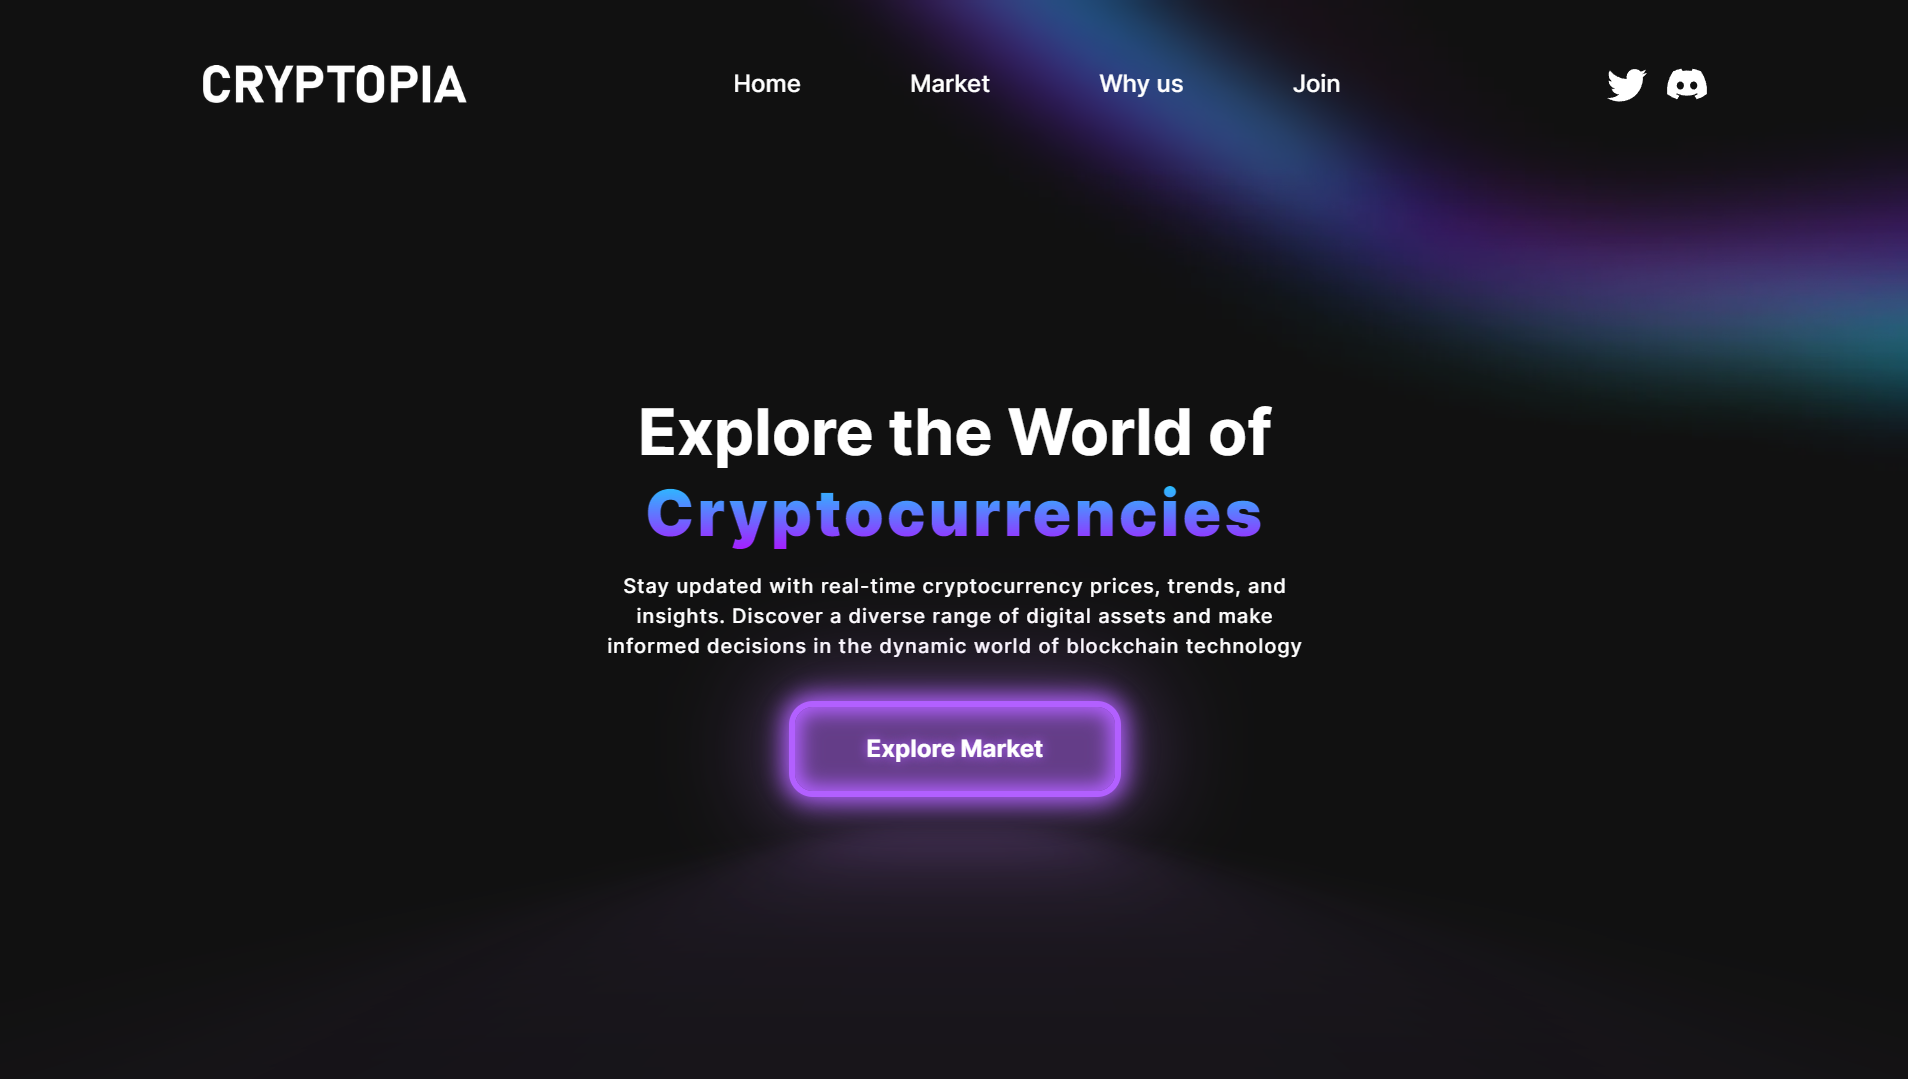 CRYPTOPIA
Home
Market
Why us
Join
Explore the World of
Cryptocurrencies
Stay updated with real-time cryptocurrency prices, trends, and
insights. Discover a diverse range of digital assets and make
informed decisions in the dynamic world of blockchain technology
Explore Market